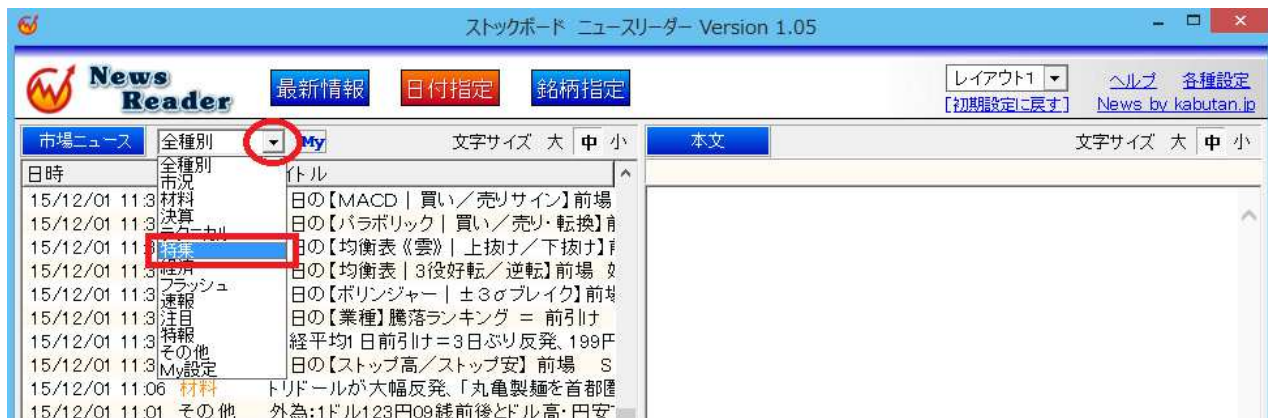 ストックボード ニュースリーダー Version 1.05
News Reader
最新情報 日付指定 銘柄指定
レイアウト1 ヘルプ 各種設定
[初期設定に戻す] News by kabutan.jp
市場ニュース 全種別 My 文字サイズ 大 中 小 本文 文字サイズ 大 中 小
日時 イトル
全種別
市況
材料
決算
テクニカル
特集
経済
フラッシュ
速報
注目
特報
その他
My設定
15/12/01 11:3 日の【MACD | 買い/売りサイン】前場
15/12/01 11:3 日の【パラボリック | 買い/売り・転換】前
15/12/01 11:3 日の【均衡表《雲》 | 上抜け/下抜け】前
15/12/01 11:3 日の【均衡表 | 3役好転/逆転】前場
15/12/01 11:3 日の【ボリンジャー | ±3σブレイク】前場
15/12/01 11:3 日の【業種】騰落ランキング = 前引け
15/12/01 11:3 経平均1日前引け=3日ぶり反発、199円
15/12/01 11:3 日の【ストップ高/ストップ安】 前場 S
15/12/01 11:06 材料 トリドールが大幅反発、「丸亀製麺を首都圏
15/12/01 11:01 その他 外為:1ドル123円09銭前後とドル高・円安